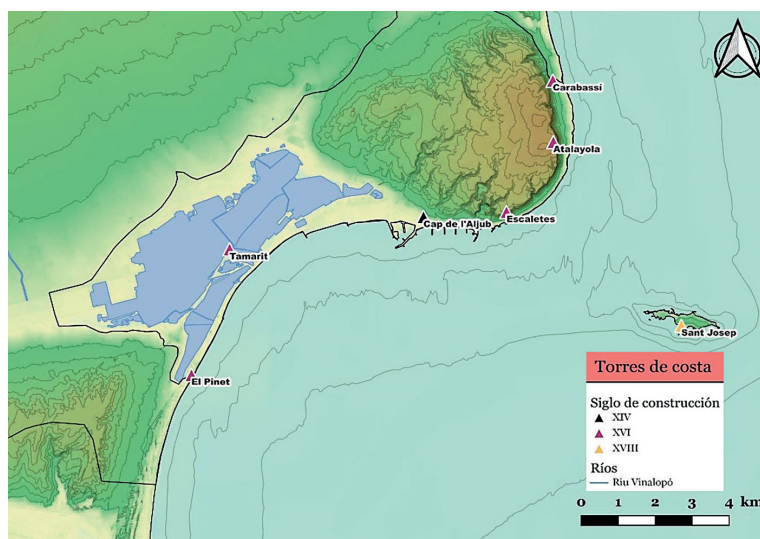 Carabassí
Atalayola
Escaletes
Cap de l'Aljub
Tamarit
Sant Josep
El Pinet
Torres de costa
Siglo de construcción
XIV
XVI
XVIII
Ríos
Riu Vinalopó
0 1 2 3 4 km